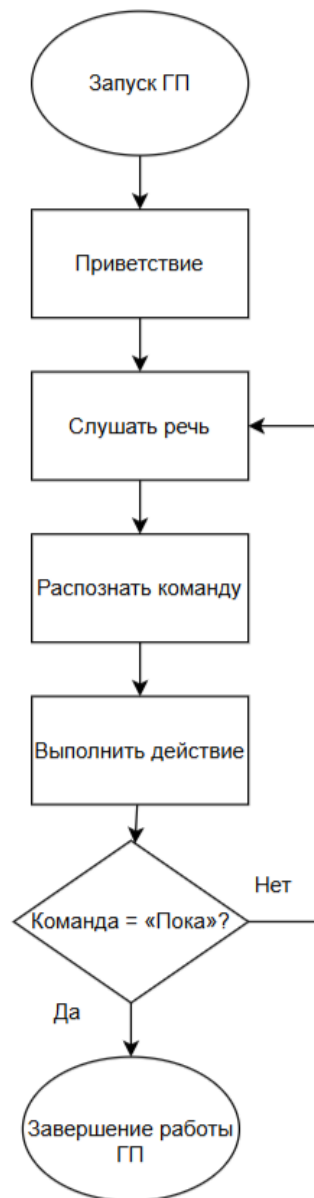 Запуск ГП
Приветствие
Слушать речь
Распознать команду
Выполнить действие
Команда = «Пока»?
Нет
Да
Завершение работы
ГП